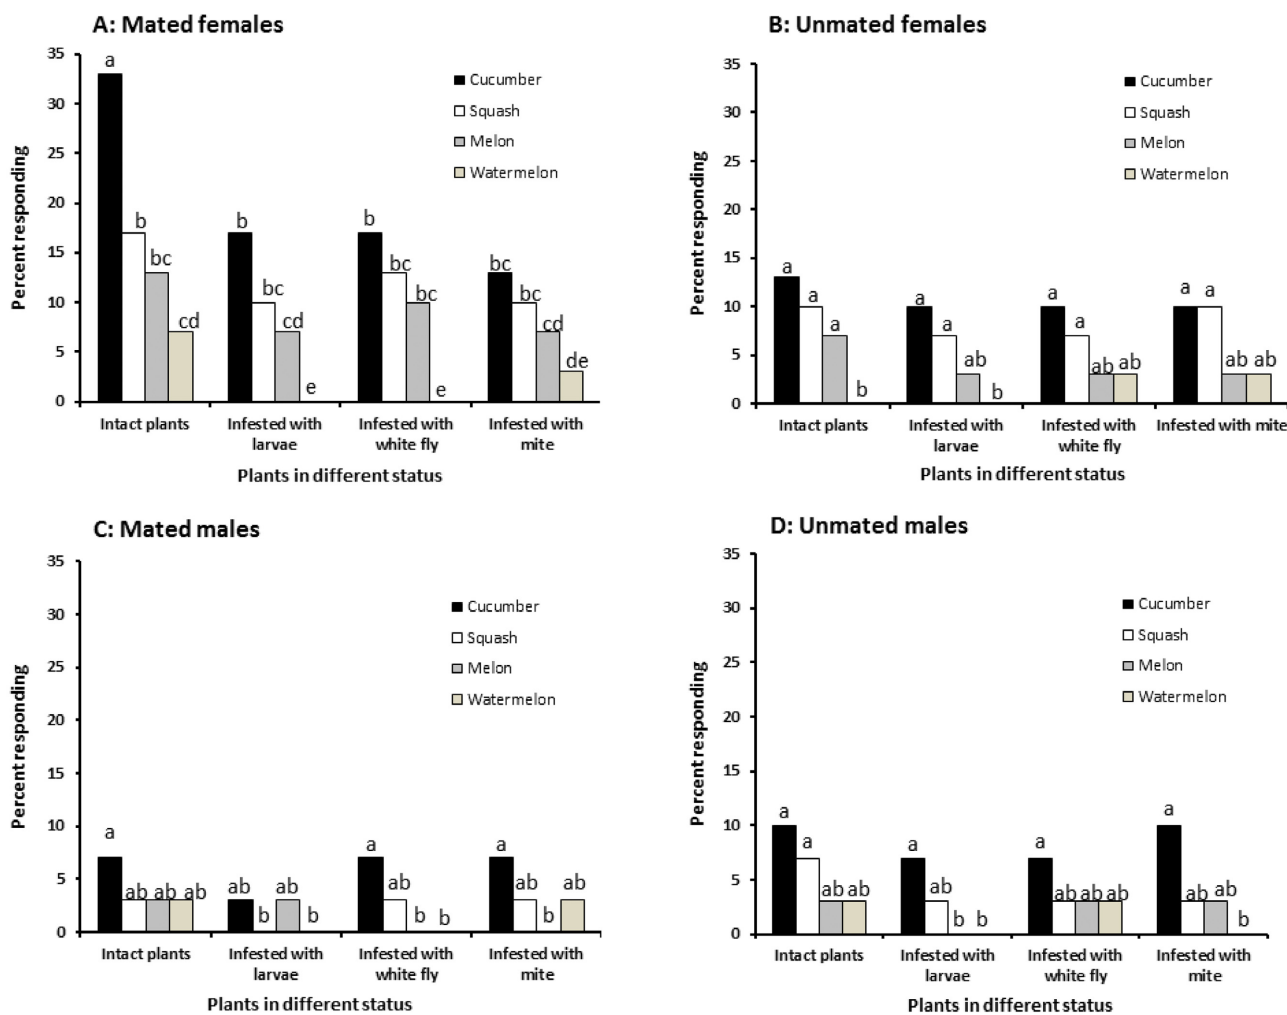 A: Mated females
35
30
25
20
15
10
5
0
Percent responding
Cucumber
Squash
Melon
Watermelon
a b bc cd
b bc cd e
b bc bc e
bc bc cd de
Intact plants
Infested with
larvae
Infested with
white fly
Infested with
mite
Plants in different status
B: Unmated females
35
30
25
20
15
10
5
0
Percent responding
Cucumber
Squash
Melon
Watermelon
a a a b
a a ab b
a a ab ab
a a ab ab
Intact plants
Infested with
larvae
Infested with
white fly
Infested with mite
Plants in different status
C: Mated males
35
30
25
20
15
10
5
0
Percent responding
Cucumber
Squash
Melon
Watermelon
a ab ab ab
ab b ab b
a ab b b
a ab b ab
Intact plants
Infested with
larvae
Infested with
white fly
Infested with
mite
Plants in different status
D: Unmated males
35
30
25
20
15
10
5
0
Percent responding
Cucumber
Squash
Melon
Watermelon
a a ab ab
a ab b b
a ab ab ab
a ab ab b
Intact plants
Infested with
larvae
Infested with
white fly
Infested with
mite
Plants in different status